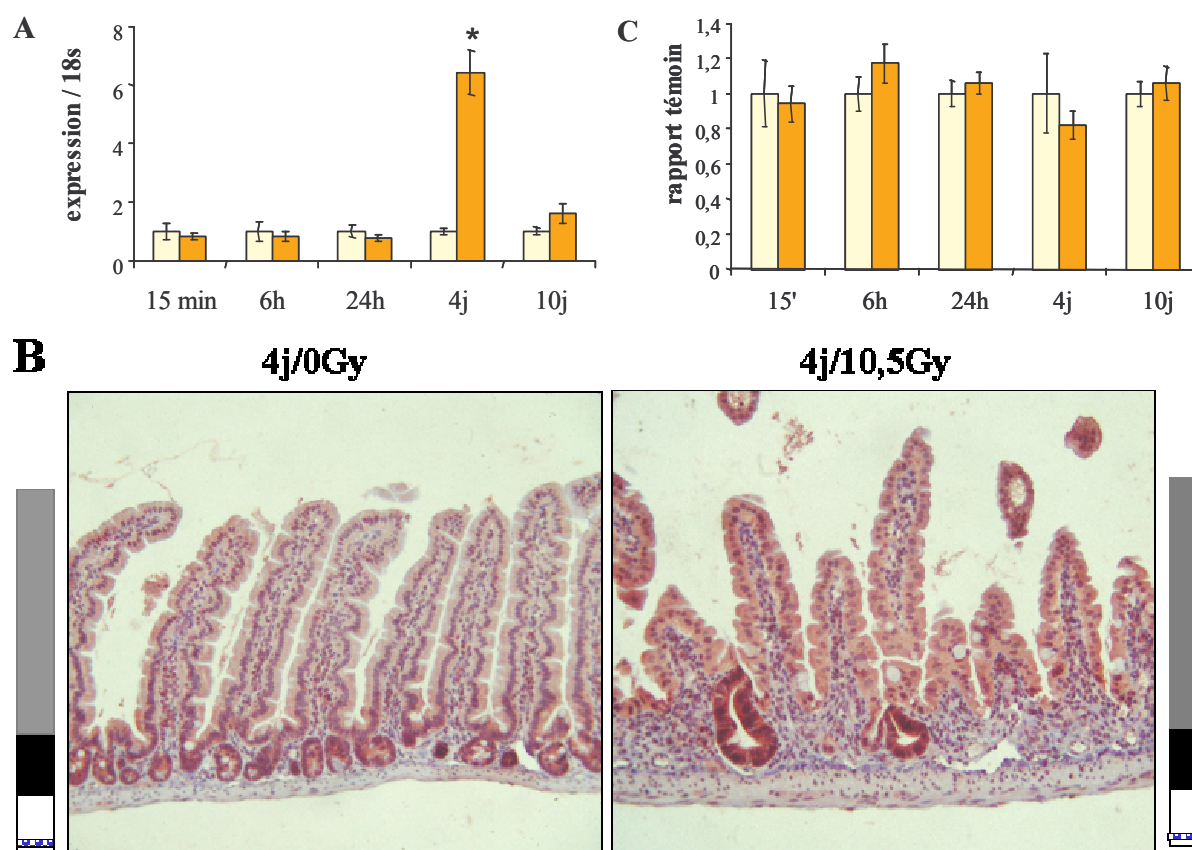 A
expression / 18s
8
6
4
2
0
*
15 min 6h 24h 4j 10j
C
rapport témoin
1,4
1,2
1
0,8
0,6
0,4
0,2
0
15' 6h 24h 4j 10j
B
4j/0Gy
4j/10,5Gy